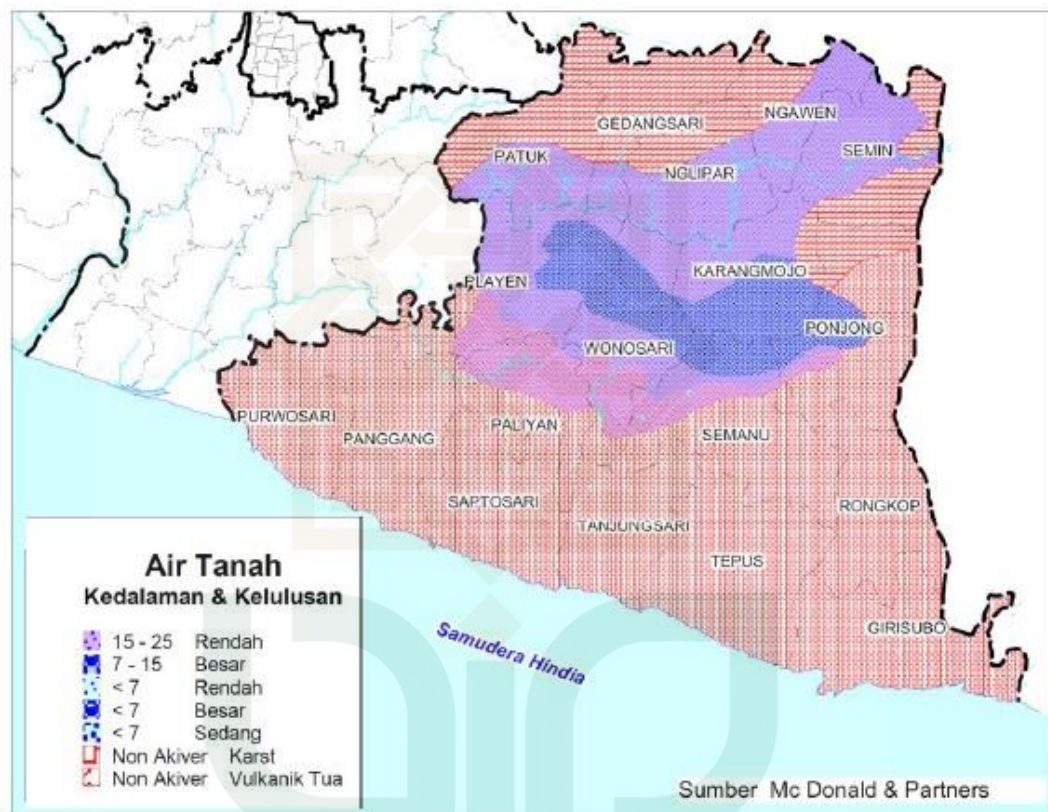 NGAWEN
GEDANGSARI
SEMIN
PATUK
NGLIPAR
KARANGMOJO
PLAYEN
PONJONG
WONOSARI
PURWOSARI
PANGGANG
PALIYAN
SEMANU
SAPTOSARI
RONGKOP
TANJUNGSARI
TEPUS
GIRISUBO
Samudera Hindia
Air Tanah
Kedalaman & Kelulusan
15 - 25 Rendah
7 - 15 Besar
< 7 Rendah
< 7 Besar
< 7 Sedang
Non Akiver Karst
Non Akiver Vulkanik Tua
Sumber Mc Donald & Partners